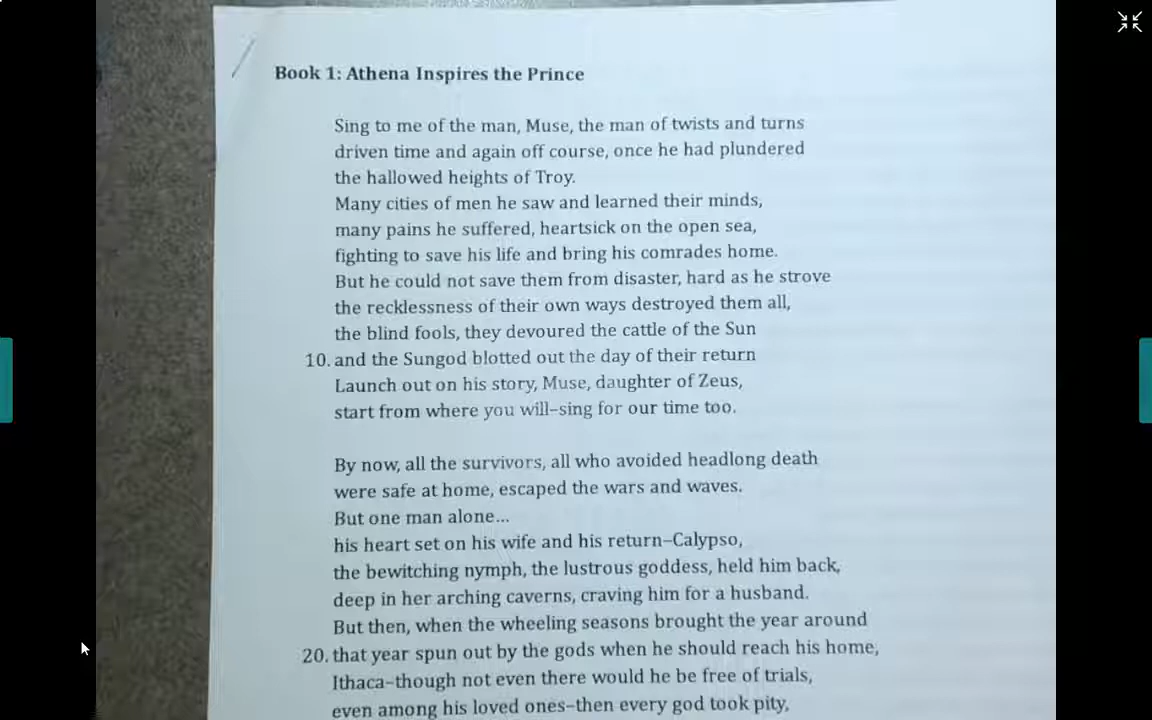 Book 1: Athena Inspires the Prince
Sing to me of the man, Muse, the man of twists and turns
driven time and again off course, once he had plundered
the hallowed heights of Troy.
Many cities of men he saw and learned their minds,
many pains he suffered, heartsick on the open sea,
fighting to save his life and bring his comrades home.
But he could not save them from disaster, hard as he strove
the recklessness of their own ways destroyed them all,
the blind fools, they devoured the cattle of the Sun
10. and the Sungod blotted out the day of their return
Launch out on his story, Muse, daughter of Zeus,
start from where you will–sing for our time too.
By now, all the survivors, all who avoided headlong death
were safe at home, escaped the wars and waves.
But one man alone...
his heart set on his wife and his return–Calypso,
the bewitching nymph, the lustrous goddess, held him back,
deep in her arching caverns, craving him for a husband.
But then, when the wheeling seasons brought the year around
20. that year spun out by the gods when he should reach his home,
Ithaca–though not even there would he be free of trials,
even among his loved ones–then every god took pity,